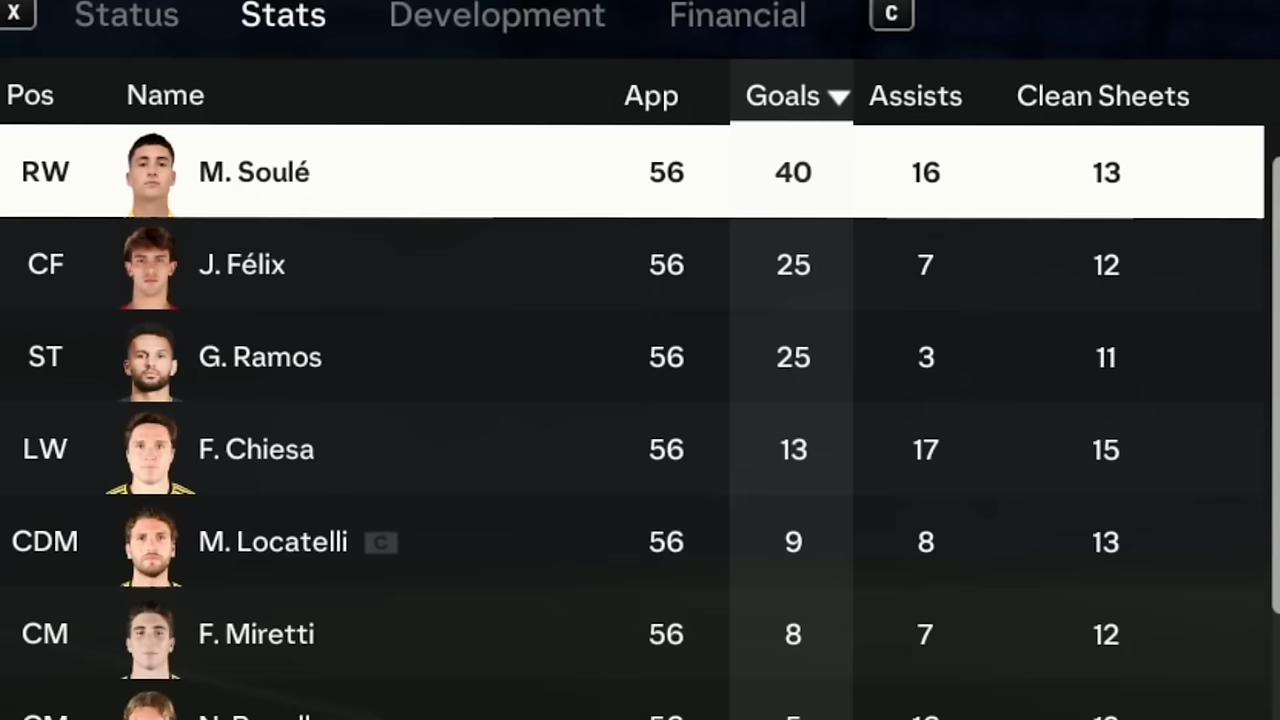 X Status Stats Development Financial C
Pos Name App Goals Assists Clean Sheets
RW M. Soulé 56 40 16 13
CF J. Félix 56 25 7 12
ST G. Ramos 56 25 3 11
LW F. Chiesa 56 13 17 15
CDM M. Locatelli C 56 9 8 13
CM F. Miretti 56 8 7 12